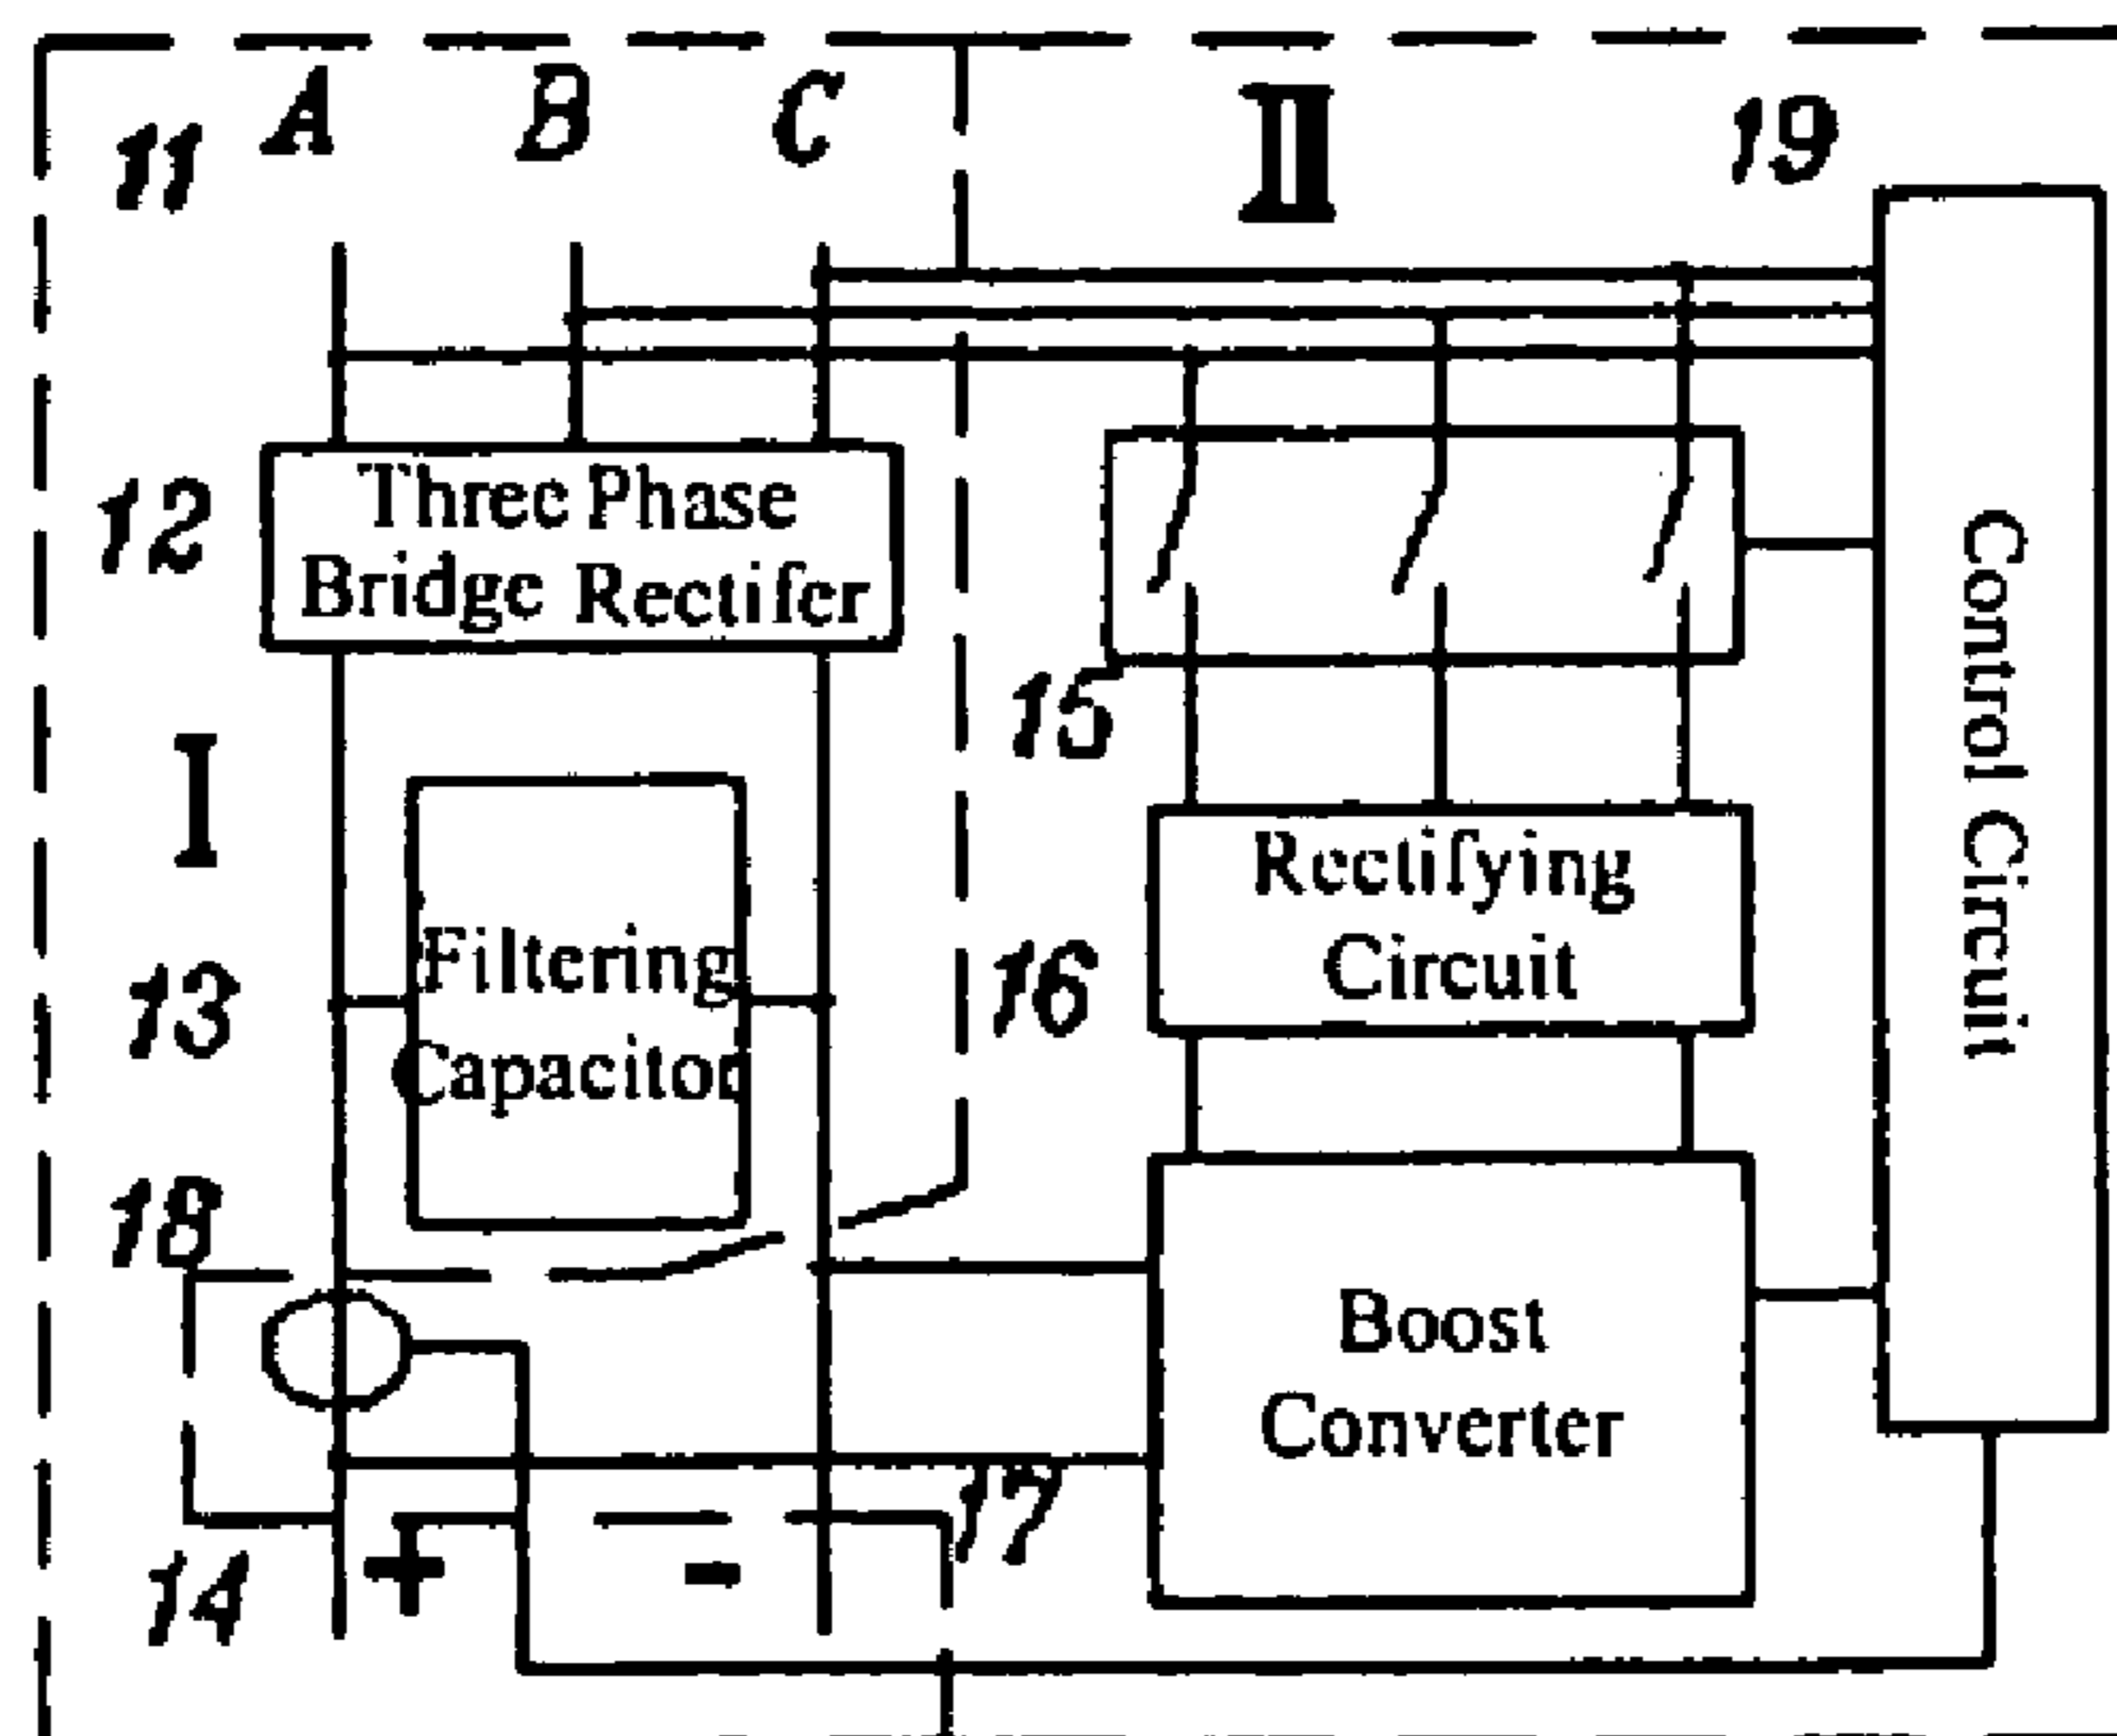 A B C
11
II
19
Three Phase
Bridge Rectifer
12
Control Circuit
15
I
Rectifying
Circuit
Filtering
Capacitor
13
16
18
Boost
Converter
17
+ -
14